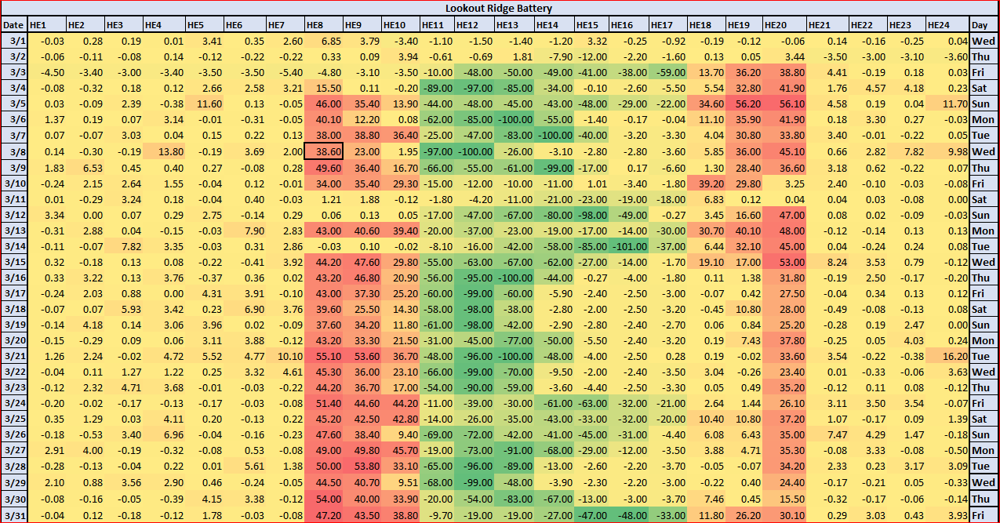 Lookout Ridge Battery
Date HE1 HE2 HE3 HE4 HE5 HE6 HE7 HE8 HE9 HE10 HE11 HE12 HE13 HE14 HE15 HE16 HE17 HE18 HE19 HE20 HE21 HE22 HE23 HE24 Day
3/1 -0.03 0.28 0.19 0.01 3.41 0.35 2.60 6.85 3.79 -3.40 -1.10 -1.50 -1.40 -1.20 3.32 -0.25 -0.92 -0.19 -0.12 -0.06 0.14 -0.16 -0.25 0.04 Wed
3/2 -0.06 -0.11 -0.08 0.14 -0.12 -0.22 -0.22 0.33 0.09 3.94 -0.61 -0.69 1.81 -7.90 -12.00 -2.20 -1.60 0.13 0.05 3.44 -3.50 -3.00 -3.10 -3.60 Thu
3/3 -4.50 -3.40 -3.00 -3.40 -3.50 -3.50 -5.40 -4.80 -3.10 -3.50 -10.00 -48.00 -50.00 -49.00 -41.00 -38.00 -59.00 13.70 36.20 38.80 4.41 -0.19 0.18 0.03 Fri
3/4 -0.08 -0.32 0.18 0.12 2.66 2.58 3.21 15.50 0.11 -0.20 -89.00 -97.00 -85.00 -34.00 -0.10 -2.60 -5.50 5.54 32.80 41.90 1.76 4.57 4.18 0.23 Sat
3/5 0.03 -0.09 2.39 -0.38 11.60 0.13 -0.05 46.00 35.40 13.90 -44.00 -48.00 -45.00 -43.00 -48.00 -29.00 -22.00 34.60 56.20 56.10 4.58 0.19 0.04 11.70 Sun
3/6 1.37 0.19 0.07 3.14 -0.01 -0.31 -0.05 40.10 12.20 0.08 -62.00 -85.00 -100.00 -55.00 -1.40 -0.17 -0.04 11.10 35.90 41.90 0.18 3.30 0.27 -0.03 Mon
3/7 0.07 -0.07 3.03 0.04 0.15 0.22 0.13 38.00 38.80 36.40 -25.00 -47.00 -83.00 -100.00 -40.00 -3.20 -3.30 4.04 30.80 33.80 3.40 -0.01 -0.22 0.05 Tue
3/8 0.14 -0.30 -0.19 13.80 -0.19 3.69 2.00 38.60 23.00 1.95 -97.00 -100.00 -26.00 -3.10 -2.80 -2.80 -3.60 5.85 36.00 45.10 0.66 2.82 7.82 9.98 Wed
3/9 1.83 6.53 0.45 0.40 0.27 -0.08 0.28 49.60 36.40 16.70 -66.00 -55.00 -61.00 -99.00 -17.00 0.17 -6.60 1.30 28.40 36.60 3.18 0.62 -0.22 0.07 Thu
3/10 -0.24 2.15 2.64 1.55 -0.04 0.12 -0.01 34.00 35.40 29.30 -15.00 -12.00 -10.00 -11.00 1.01 -3.40 -1.80 39.20 29.80 3.25 2.40 -0.10 -0.03 -0.08 Fri
3/11 0.01 -0.29 3.24 0.18 -0.04 0.40 -0.03 1.21 1.88 -0.12 -1.80 -4.20 -11.00 -21.00 -23.00 -19.00 -18.00 6.83 0.12 0.04 0.04 0.03 -0.08 0.00 Sat
3/12 3.34 0.00 0.07 0.29 2.75 -0.14 0.29 0.06 0.13 0.05 -17.00 -47.00 -67.00 -80.00 -98.00 -49.00 -0.27 3.45 16.60 47.00 0.08 0.02 -0.09 -0.03 Sun
3/13 -0.31 2.88 0.04 -0.15 -0.03 7.90 2.83 43.00 40.60 39.40 -20.00 -37.00 -23.00 -19.00 -17.00 -14.00 -30.00 30.70 40.10 48.00 -0.12 -0.14 0.13 0.13 Mon
3/14 -0.11 -0.07 7.82 3.35 -0.03 0.31 2.86 -0.03 0.10 -0.02 -8.10 -16.00 -42.00 -58.00 -85.00 -101.00 -37.00 6.44 32.10 45.00 0.04 -0.24 0.24 0.08 Tue
3/15 0.32 -0.18 0.13 0.08 -0.22 -0.41 3.92 44.20 47.60 29.80 -55.00 -63.00 -67.00 -62.00 -27.00 -14.00 -1.70 19.10 17.00 53.00 8.24 3.53 0.79 -0.12 Wed
3/16 0.33 3.22 0.13 3.76 -0.37 0.36 0.02 43.20 46.80 20.90 -56.00 -95.00 -100.00 -44.00 -0.27 -4.00 -1.80 0.11 1.38 31.80 -0.19 2.50 -0.17 -0.20 Thu
3/17 -0.24 2.03 0.88 0.00 4.31 3.91 -0.10 43.00 37.30 25.20 -60.00 -99.00 -60.00 -5.90 -2.40 -2.50 -3.00 -0.07 0.42 27.50 -0.04 0.34 0.13 0.12 Fri
3/18 -0.07 0.07 5.93 3.42 0.23 6.90 3.76 39.60 25.50 14.30 -58.00 -98.00 -38.00 -2.80 -2.00 -2.50 -3.20 -0.45 10.80 28.00 -0.49 -0.08 -0.13 0.08 Sat
3/19 -0.14 4.18 0.14 3.06 3.96 0.02 -0.09 37.60 34.20 11.80 -61.00 -98.00 -42.00 -2.90 -2.80 -2.40 -2.70 0.06 0.84 25.20 -0.28 0.19 2.47 0.00 Sun
3/20 -0.15 -0.29 0.09 0.06 3.11 3.88 -0.12 43.20 33.30 21.50 -31.00 -45.00 -77.00 -50.00 -5.50 -2.40 -3.20 0.19 7.43 37.80 -0.25 0.05 4.03 0.24 Mon
3/21 1.26 2.24 -0.02 4.72 5.52 4.77 10.10 55.10 53.60 36.70 -48.00 -96.00 -100.00 -48.00 -4.00 -2.50 0.28 0.19 -0.02 33.60 3.54 -0.22 -0.38 16.20 Tue
3/22 -0.04 0.11 1.27 1.22 0.25 3.32 4.61 45.30 36.00 23.10 -66.00 -99.00 -70.00 -9.50 -2.00 -2.40 -3.50 3.04 -0.26 23.40 0.01 -0.33 -0.06 3.63 Wed
3/23 -0.12 2.32 4.71 3.68 -0.01 -0.03 -0.22 44.20 36.70 17.00 -54.00 -90.00 -59.00 -3.60 -4.40 -2.50 -3.30 0.05 0.49 35.20 -0.12 0.11 0.08 -0.12 Thu
3/24 -0.20 -0.02 -0.17 -0.13 -0.17 -0.03 -0.08 51.40 44.60 44.20 -11.00 -39.00 -30.00 -61.00 -63.00 -32.00 -21.00 2.64 1.44 26.10 3.11 3.50 3.54 -0.07 Fri
3/25 0.35 1.29 0.03 4.11 0.20 -0.13 0.22 45.20 42.50 42.80 -14.00 -26.00 -35.00 -43.00 -33.00 -32.00 -20.00 10.40 10.80 37.20 1.07 -0.17 0.09 1.39 Sat
3/26 -0.18 -0.53 3.40 6.96 -0.04 -0.16 -0.23 47.60 38.40 9.40 -69.00 -72.00 -42.00 -41.00 -45.00 -31.00 -4.40 6.08 6.43 35.00 7.47 4.29 1.47 -0.18 Sun
3/27 2.91 4.00 -0.19 -0.32 -0.08 0.53 -0.08 49.00 49.80 45.70 -19.00 -73.00 -91.00 -68.00 -29.00 -12.00 -3.50 3.88 4.71 35.30 -0.08 3.33 -0.08 -0.50 Mon
3/28 -0.28 -0.13 -0.04 0.22 0.01 5.61 1.38 50.00 53.80 33.10 -65.00 -96.00 -89.00 -13.00 -2.60 -2.20 -3.70 -0.05 -0.07 34.20 2.33 0.23 3.17 3.09 Tue
3/29 2.10 0.88 3.56 2.90 0.46 -0.24 -0.05 44.50 40.70 9.51 -68.00 -99.00 -48.00 -3.90 -2.30 -2.20 -3.00 -0.22 0.40 24.40 -0.17 -0.21 0.05 -0.33 Wed
3/30 -0.08 -0.16 -0.05 -0.39 4.15 3.38 -0.12 54.00 40.00 33.90 -20.00 -54.00 -83.00 -67.00 -13.00 -3.00 -3.70 7.46 0.45 15.50 -0.32 -0.17 -0.06 -0.14 Thu
3/31 -0.04 0.12 -0.18 -0.12 1.78 -0.03 -0.08 47.20 43.50 38.80 -9.70 -19.00 -19.00 -27.00 -47.00 -48.00 -33.00 11.80 26.20 30.10 0.29 3.03 0.43 3.93 Fri